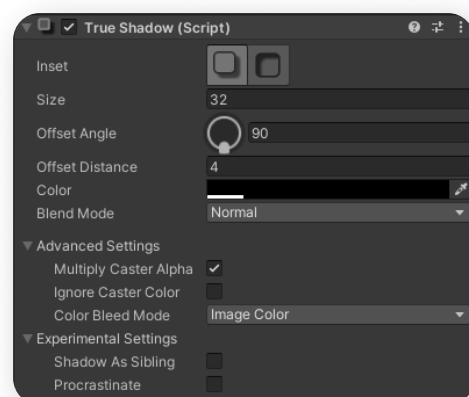 True Shadow (Script)
Inset
Size 32
Offset Angle 90
Offset Distance 4
Color
Blend Mode Normal
Advanced Settings
Multiply Caster Alpha
Ignore Caster Color
Color Bleed Mode Image Color
Experimental Settings
Shadow As Sibling
Procrastinate